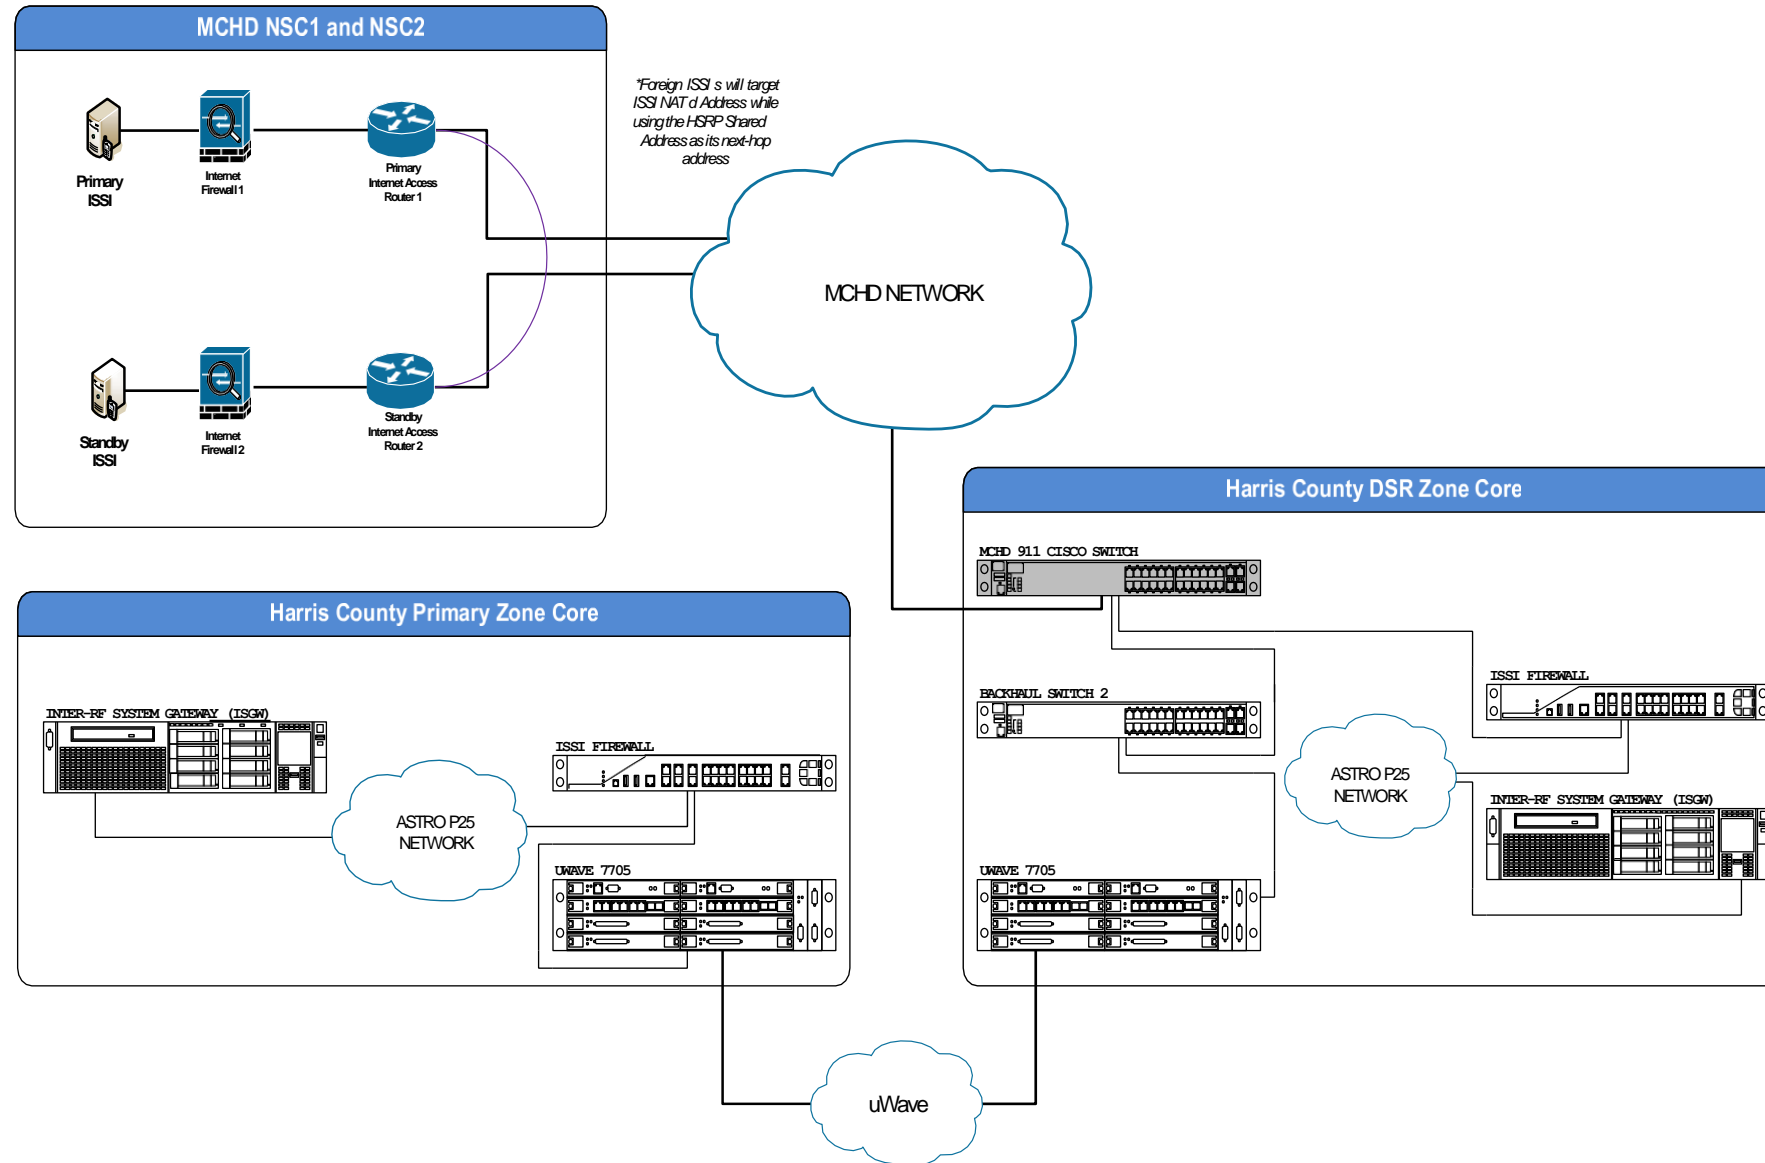 MCHD NSC1 and NSC2
Primary
ISSI
Internet
Firewall 1
Primary
Internet Access
Router 1
Standby
ISSI
Internet
Firewall 2
Standby
Internet Access
Router 2
*Foreign ISSI s will target
ISSI NAT d Address while
using the HSRP Shared
Address as its next-hop
address
MCHD NETWORK
Harris County DSR Zone Core
MCHD 911 CISCO SWITCH
BACKHAUL SWITCH 2
UWAVE 7705
ISSI FIREWALL
ASTRO P25
NETWORK
INTER-RF SYSTEM GATEWAY (ISGW)
Harris County Primary Zone Core
INTER-RF SYSTEM GATEWAY (ISGW)
ASTRO P25
NETWORK
ISSI FIREWALL
UWAVE 7705
uWave